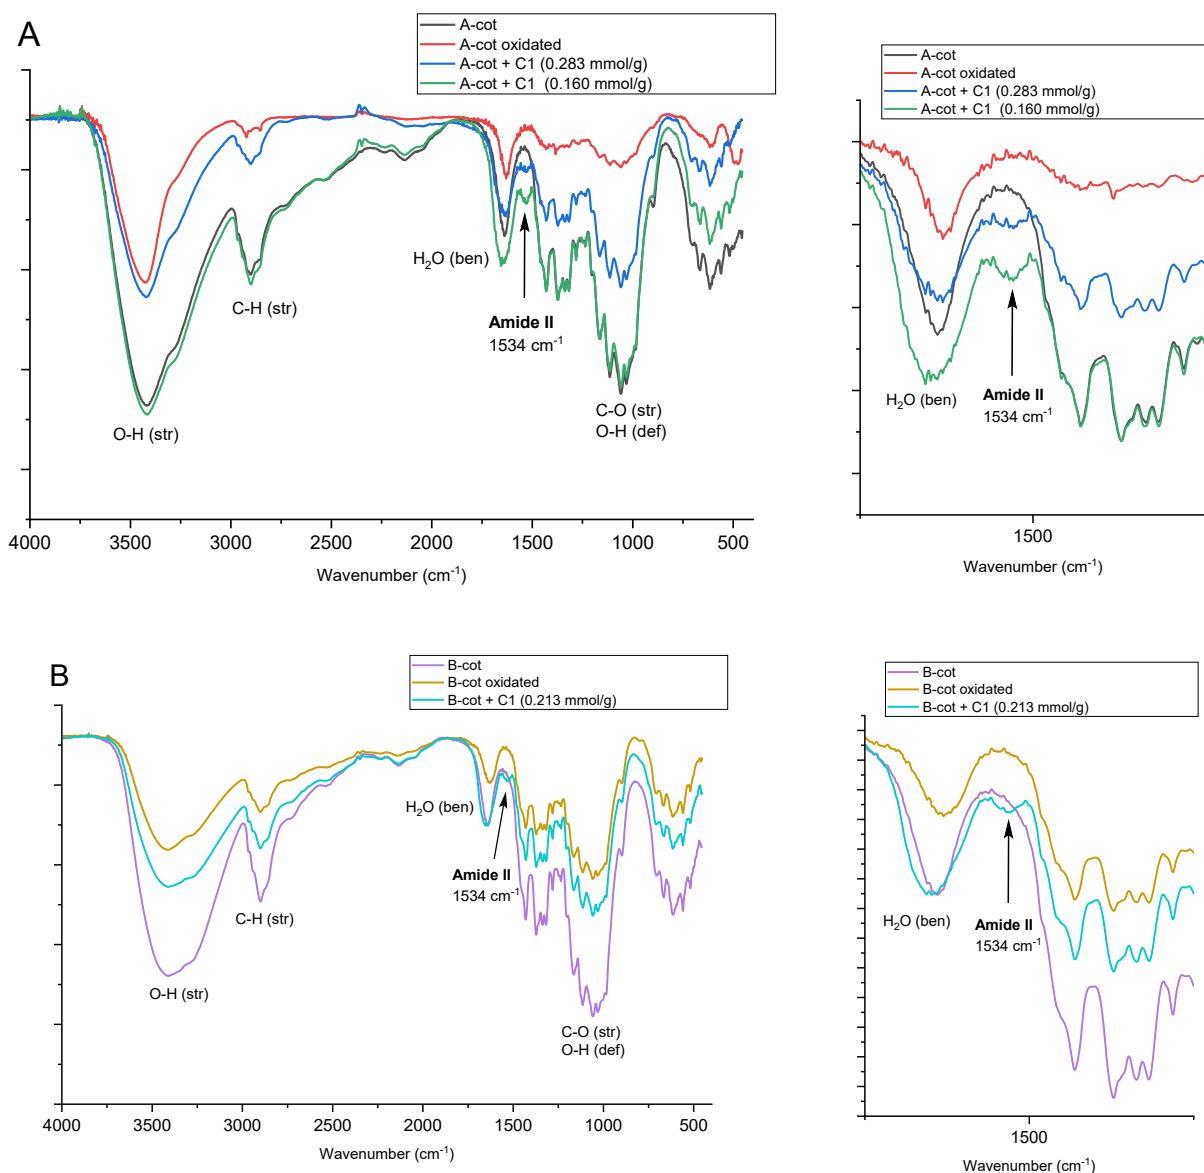 A
A-cot
A-cot oxidated
A-cot + C1 (0.283 mmol/g)
A-cot + C1  (0.160 mmol/g)
H₂O (ben)
C-H (str)
Amide II
1534 cm⁻¹
O-H (str)
C-O (str)
O-H (def)
4000 3500 3000 2500 2000 1500 1000 500
Wavenumber (cm⁻¹)
A-cot
A-cot oxidated
A-cot + C1 (0.283 mmol/g)
A-cot + C1  (0.160 mmol/g)
H₂O (ben)
Amide II
1534 cm⁻¹
1500
Wavenumber (cm⁻¹)
B
B-cot
B-cot oxidated
B-cot + C1 (0.213 mmol/g)
H₂O (ben)
Amide II
1534 cm⁻¹
C-H (str)
O-H (str)
C-O (str)
O-H (def)
4000 3500 3000 2500 2000 1500 1000 500
Wavenumber (cm⁻¹)
B-cot
B-cot oxidated
B-cot + C1 (0.213 mmol/g)
H₂O (ben)
Amide II
1534 cm⁻¹
1500
Wavenumber (cm⁻¹)